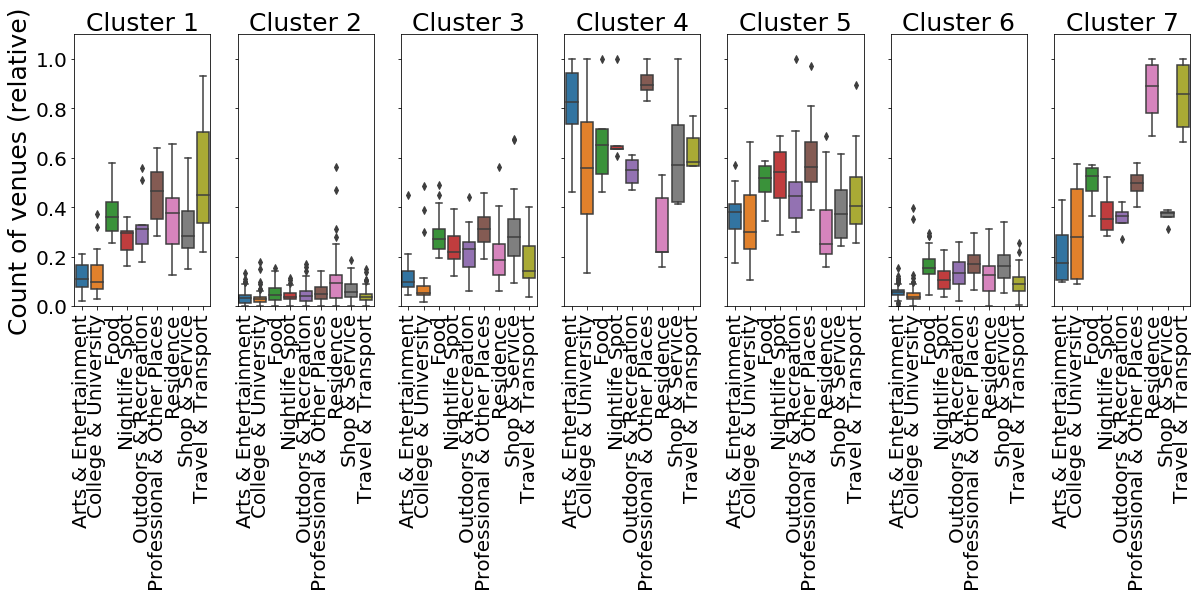 Cluster 1
Cluster 2
Cluster 3
Cluster 4
Cluster 5
Cluster 6
Cluster 7
Count of venues (relative)
1.0
0.8
0.6
0.4
0.2
0.0
Arts & Entertainment
College & University
Food
Nightlife Spot
Outdoors & Recreation
Professional & Other Places
Residence
Shop & Service
Travel & Transport
Arts & Entertainment
College & University
Food
Nightlife Spot
Outdoors & Recreation
Professional & Other Places
Residence
Shop & Service
Travel & Transport
Arts & Entertainment
College & University
Food
Nightlife Spot
Outdoors & Recreation
Professional & Other Places
Residence
Shop & Service
Travel & Transport
Arts & Entertainment
College & University
Food
Nightlife Spot
Outdoors & Recreation
Professional & Other Places
Residence
Shop & Service
Travel & Transport
Arts & Entertainment
College & University
Food
Nightlife Spot
Outdoors & Recreation
Professional & Other Places
Residence
Shop & Service
Travel & Transport
Arts & Entertainment
College & University
Food
Nightlife Spot
Outdoors & Recreation
Professional & Other Places
Residence
Shop & Service
Travel & Transport
Arts & Entertainment
College & University
Food
Nightlife Spot
Outdoors & Recreation
Professional & Other Places
Residence
Shop & Service
Travel & Transport